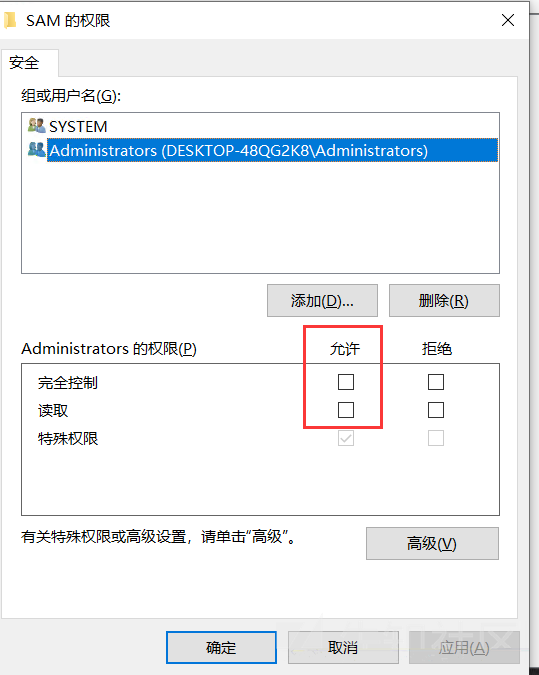 SAM 的权限
安全
组或用户名(G):
SYSTEM
Administrators (DESKTOP-48QG2K8\Administrators)
添加(D)...
删除(R)
Administrators 的权限(P)
允许
拒绝
完全控制
读取
特殊权限
有关特殊权限或高级设置，请单击“高级”。
高级(V)
确定
取消
应用(A)